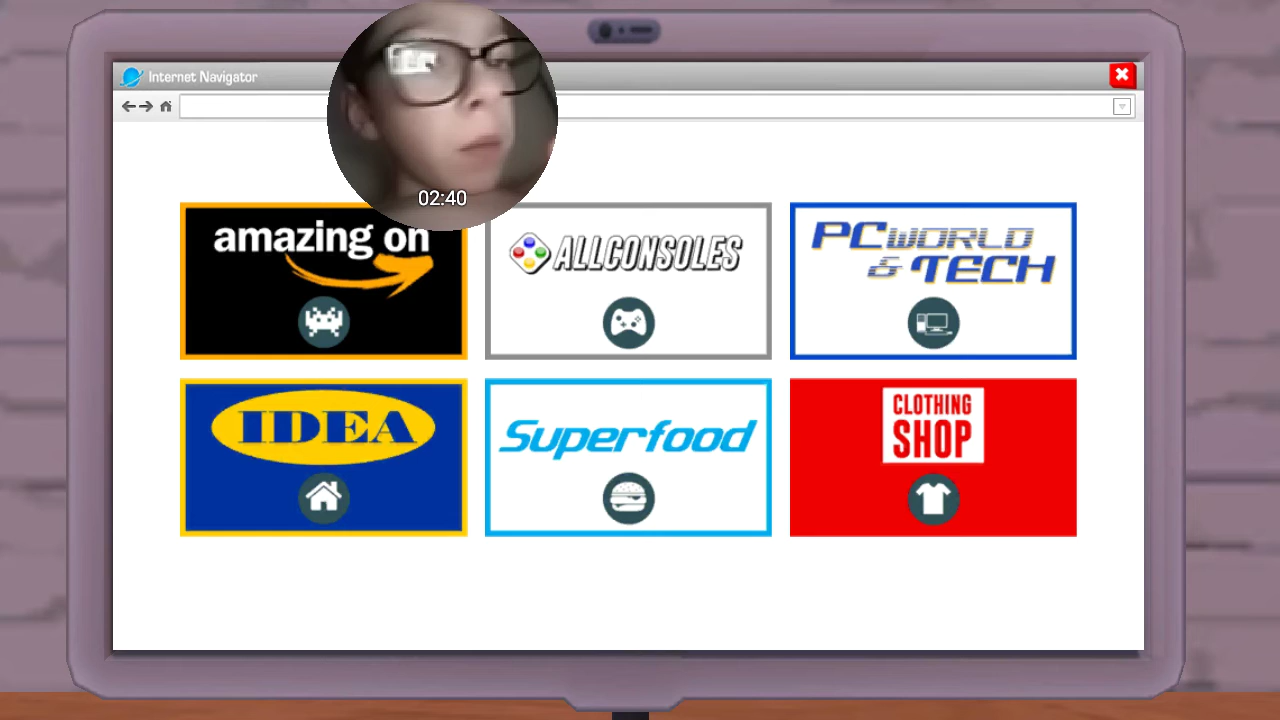 Internet Navigator
02:40
amazing on
ALLCONSOLES
PC WORLD
& TECH
IDEA
Superfood
CLOTHING
SHOP